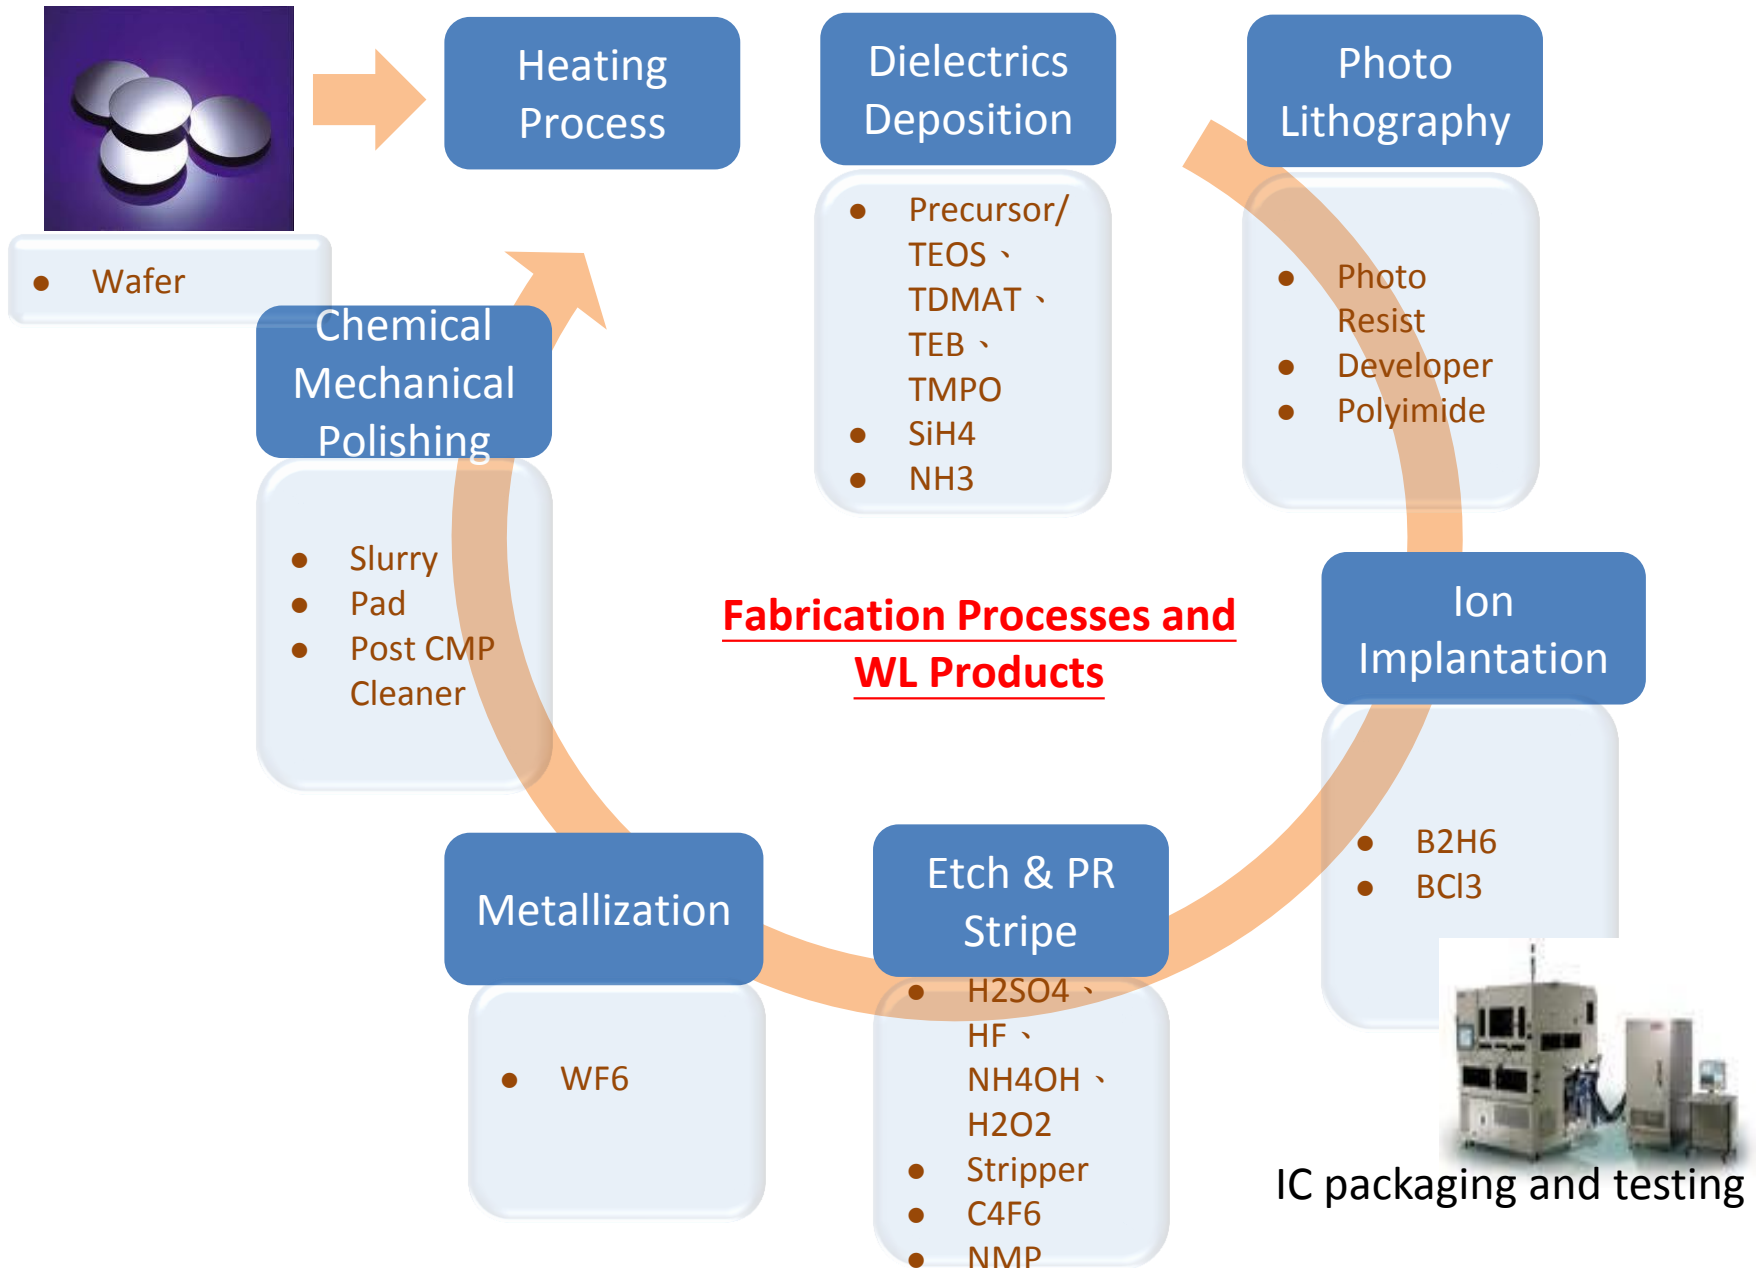 Heating
Process
Dielectrics
Deposition
Photo
Lithography
● Wafer
● Precursor/
TEOS、
TDMAT、
TEB、
TMPO
● SiH4
● NH3
● Photo
Resist
● Developer
● Polyimide
Chemical
Mechanical
Polishing
● Slurry
● Pad
● Post CMP
Cleaner
Fabrication Processes and
WL Products
Ion
Implantation
● B2H6
● BCl3
Metallization
● WF6
Etch & PR
Stripe
● H2SO4、
HF、
NH4OH、
H2O2
● Stripper
● C4F6
● NMP
IC packaging and testing